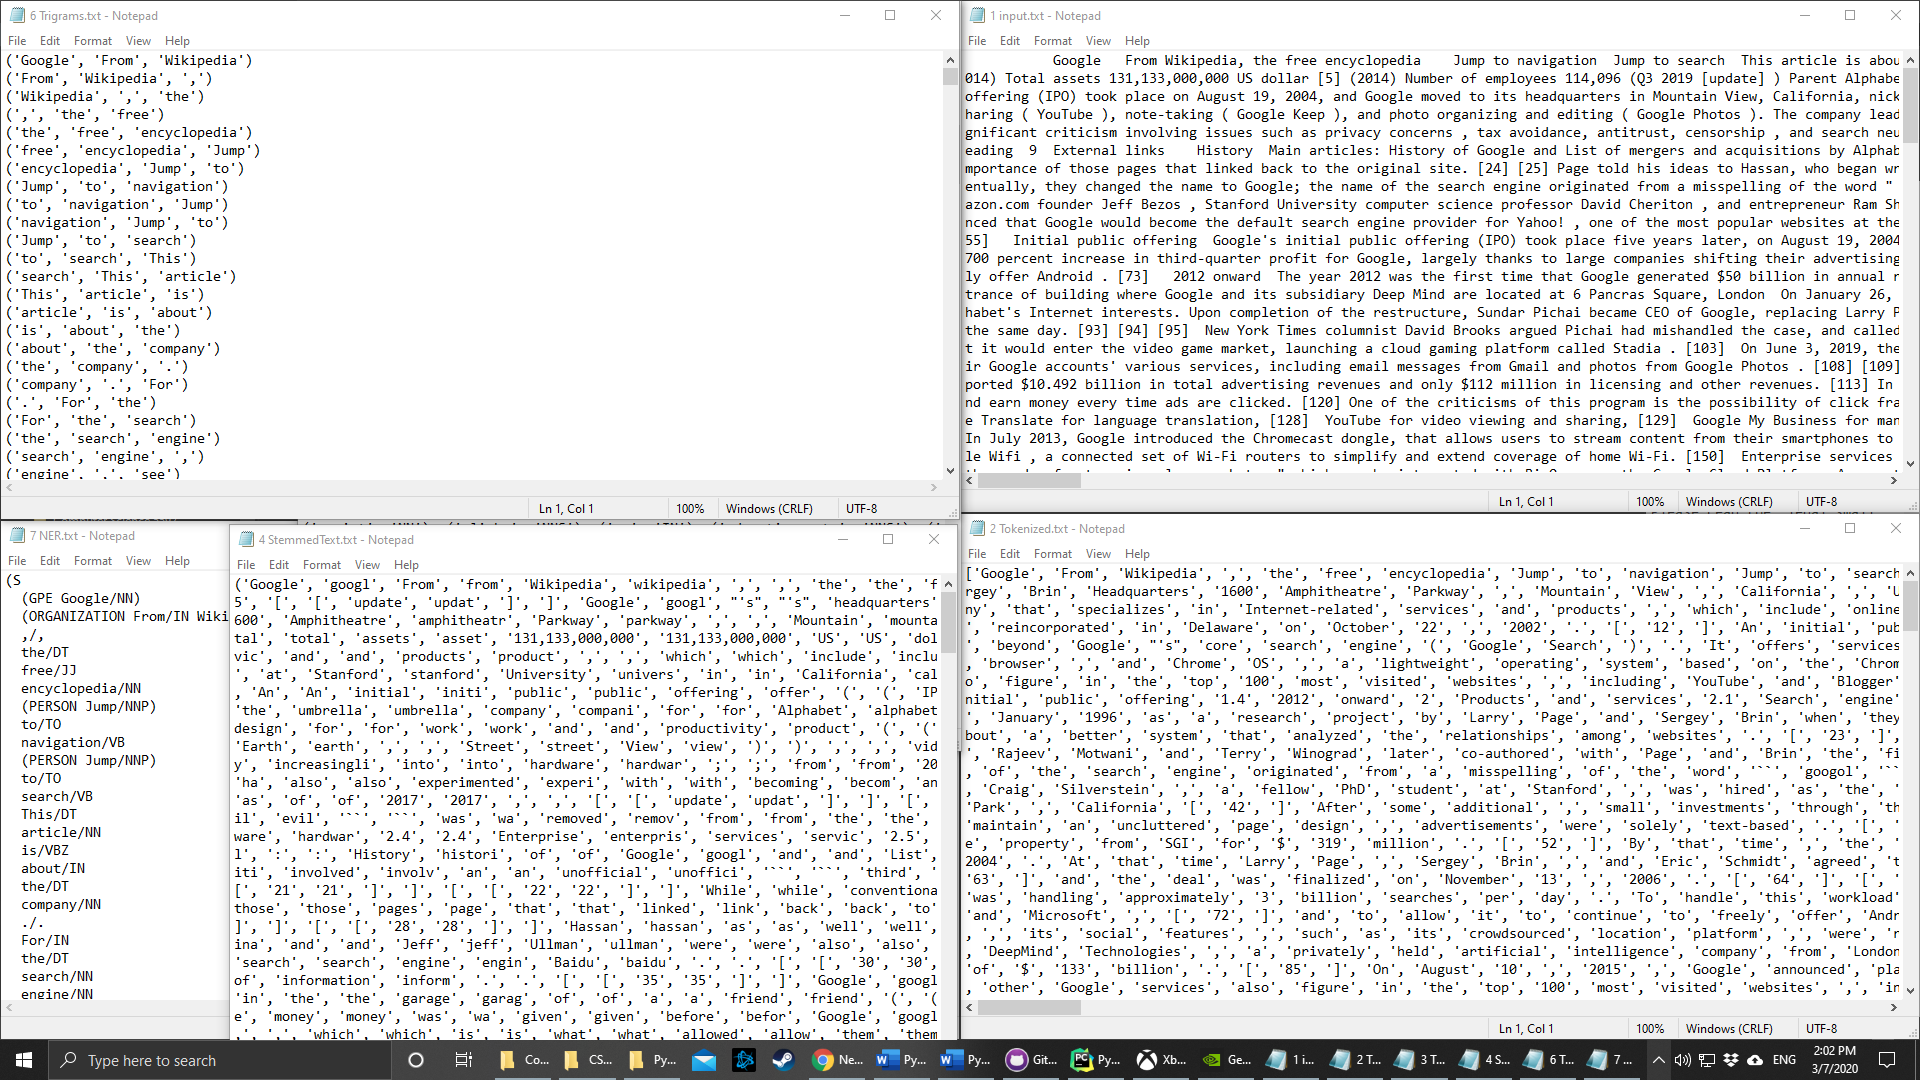 6 Trigrams.txt - Notepad
File Edit Format View Help
('Google', 'From', 'Wikipedia')
('From', 'Wikipedia', ',')
('Wikipedia', ',', 'the')
(',', 'the', 'free')
('the', 'free', 'encyclopedia')
('free', 'encyclopedia', 'Jump')
('encyclopedia', 'Jump', 'to')
('Jump', 'to', 'navigation')
('to', 'navigation', 'Jump')
('navigation', 'Jump', 'to')
('Jump', 'to', 'search')
('to', 'search', 'This')
('search', 'This', 'article')
('This', 'article', 'is')
('article', 'is', 'about')
('is', 'about', 'the')
('about', 'the', 'company')
('the', 'company', '.')
('company', '.', 'For')
('.', 'For', 'the')
('For', 'the', 'search')
('the', 'search', 'engine')
('search', 'engine', ',')
('engine', ',', 'see')
Ln 1, Col 1 100% Windows (CRLF) UTF-8
1 input.txt - Notepad
File Edit Format View Help
Google From Wikipedia, the free encyclopedia Jump to navigation Jump to search This article is abou
014) Total assets 131,133,000,000 US dollar [5] (2014) Number of employees 114,096 (Q3 2019 [update] ) Parent Alphabe
offering (IPO) took place on August 19, 2004, and Google moved to its headquarters in Mountain View, California, nick
haring ( YouTube ), note-taking ( Google Keep ), and photo organizing and editing ( Google Photos ). The company lead
gnificant criticism involving issues such as privacy concerns , tax avoidance, antitrust, censorship , and search neu
eading 9 External links History Main articles: History of Google and List of mergers and acquisitions by Alphab
mportance of those pages that linked back to the original site. [24] [25] Page told his ideas to Hassan, who began wr
entually, they changed the name to Google; the name of the search engine originated from a misspelling of the word "
azon.com founder Jeff Bezos , Stanford University computer science professor David Cheriton , and entrepreneur Ram Sh
nced that Google would become the default search engine provider for Yahoo! , one of the most popular websites at the
55] Initial public offering Google's initial public offering (IPO) took place five years later, on August 19, 2004
700 percent increase in third-quarter profit for Google, largely thanks to large companies shifting their advertising
ly offer Android . [73] 2012 onward The year 2012 was the first time that Google generated $50 billion in annual r
trance of building where Google and its subsidiary Deep Mind are located at 6 Pancras Square, London On January 26,
habet's Internet interests. Upon completion of the restructure, Sundar Pichai became CEO of Google, replacing Larry P
the same day. [93] [94] [95] New York Times columnist David Brooks argued Pichai had mishandled the case, and called
t it would enter the video game market, launching a cloud gaming platform called Stadia . [103] On June 3, 2019, the
ir Google accounts' various services, including email messages from Gmail and photos from Google Photos . [108] [109]
ported $10.492 billion in total advertising revenues and only $112 million in licensing and other revenues. [113] In
nd earn money every time ads are clicked. [120] One of the criticisms of this program is the possibility of click fra
e Translate for language translation, [128] YouTube for video viewing and sharing, [129] Google My Business for man
In July 2013, Google introduced the Chromecast dongle, that allows users to stream content from their smartphones to
le Wifi , a connected set of Wi-Fi routers to simplify and extend coverage of home Wi-Fi. [150] Enterprise services
Ln 1, Col 1 100% Windows (CRLF) UTF-8
7 NER.txt - Notepad
File Edit Format View Help
(S
(GPE Google/NN)
(ORGANIZATION From/IN Wiki
,/,
the/DT
free/JJ
encyclopedia/NN
(PERSON Jump/NNP)
to/TO
navigation/VB
(PERSON Jump/NNP)
to/TO
search/VB
This/DT
article/NN
is/VBZ
about/IN
the/DT
company/NN
./.
For/IN
the/DT
search/NN
engine/NN
4 StemmedText.txt - Notepad
File Edit Format View Help
('Google', 'googl', 'From', 'from', 'Wikipedia', 'wikipedia', ',', ',', 'the', 'the', 'f
5', '[', '[', 'update', 'updat', ']', ']', 'Google', 'googl', "'s", "'s", 'headquarters'
600', 'Amphitheatre', 'amphitheatr', 'Parkway', 'parkway', ',', ',', 'Mountain', 'mounta
tal', 'total', 'assets', 'asset', '131,133,000,000', '131,133,000,000', 'US', 'US', 'dol
vic', 'and', 'and', 'products', 'product', ',', ',', 'which', 'which', 'include', 'inclu
', 'at', 'Stanford', 'stanford', 'University', 'univers', 'in', 'in', 'California', 'cal
, 'An', 'An', 'initial', 'initi', 'public', 'public', 'offering', 'offer', '(', '(', 'IP
'the', 'umbrella', 'umbrella', 'company', 'compani', 'for', 'for', 'Alphabet', 'alphabet
design', 'for', 'for', 'work', 'work', 'and', 'and', 'productivity', 'product', '(', '('
'Earth', 'earth', ',', ',', 'Street', 'street', 'View', 'view', ')', ')', ',', ',', 'vid
y', 'increasingli', 'into', 'into', 'hardware', 'hardwar', ';', ';', 'from', 'from', '20
'ha', 'also', 'also', 'experimented', 'experi', 'with', 'with', 'becoming', 'becom', 'an
'as', 'of', 'of', '2017', '2017', ',', ',', '[', '[', 'update', 'updat', ']', ']', '[',
il', 'evil', '``', '``', 'was', 'wa', 'removed', 'remov', 'from', 'from', 'the', 'the',
ware', 'hardwar', '2.4', '2.4', 'Enterprise', 'enterpris', 'services', 'servic', '2.5'
l', ':', ':', 'History', 'histori', 'of', 'of', 'Google', 'googl', 'and', 'and', 'List',
iti', 'involved', 'involv', 'an', 'an', 'unofficial', 'unoffici', '``', '``', 'third', '
'[', '21', '21', ']', ']', '[', '[', '22', '22', ']', ']', 'While', 'while', 'conventiona
'those', 'those', 'pages', 'page', 'that', 'that', 'linked', 'link', 'back', 'back', 'to'
]', ']', '[', '[', '28', '28', ']', ']', 'Hassan', 'hassan', 'as', 'as', 'well', 'well',
ina', 'and', 'and', 'Jeff', 'jeff', 'Ullman', 'ullman', 'were', 'were', 'also', 'also',
'search', 'search', 'engine', 'engin', 'Baidu', 'baidu', '.', '.', '[', '[', '30', '30',
of', 'information', 'inform', '.', '.', '[', '[', '35', '35', ']', ']', 'Google', 'googl
'in', 'the', 'the', 'garage', 'garag', 'of', 'of', 'a', 'a', 'friend', 'friend', '(', '(
'e', 'money', 'money', 'was', 'wa', 'given', 'given', 'before', 'befor', 'Google', 'googl
', ',', 'which', 'which', 'is', 'is', 'what', 'what', 'allowed', 'allow', 'them', 'them
2 Tokenized.txt - Notepad
File Edit Format View Help
['Google', 'From', 'Wikipedia', ',', 'the', 'free', 'encyclopedia', 'Jump', 'to', 'navigation', 'Jump', 'to', 'search
rgey', 'Brin', 'Headquarters', '1600', 'Amphitheatre', 'Parkway', ',', 'Mountain', 'View', ',', 'California', ',', 'U
ny', 'that', 'specializes', 'in', 'Internet-related', 'services', 'and', 'products', ',', 'which', 'include', 'online
', 'reincorporated', 'in', 'Delaware', 'on', 'October', '22', ',', '2002', '.', '[', '12', ']', 'An', 'initial', 'pub
', 'beyond', 'Google', "'s", 'core', 'search', 'engine', '(', 'Google', 'Search', ')', '.', 'It', 'offers', 'services
'browser', ',', 'and', 'Chrome', 'OS', ',', 'a', 'lightweight', 'operating', 'system', 'based', 'on', 'the', 'Chrom
o', 'figure', 'in', 'the', 'top', '100', 'most', 'visited', 'websites', ',', 'including', 'YouTube', 'and', 'Blogger'
nitial', 'public', 'offering', '1.4', '2012', 'onward', '2', 'Products', 'and', 'services', '2.1', 'Search', 'engine'
', 'January', '1996', 'as', 'a', 'research', 'project', 'by', 'Larry', 'Page', 'and', 'Sergey', 'Brin', 'when', 'they
bout', 'a', 'better', 'system', 'that', 'analyzed', 'the', 'relationships', 'among', 'websites', '.', '[', '23', ']',
', 'Rajeev', 'Motwani', 'and', 'Terry', 'Winograd', 'later', 'co-authored', 'with', 'Page', 'and', 'Brin', 'the', 'fi
, 'of', 'the', 'search', 'engine', 'originated', 'from', 'a', 'misspelling', 'of', 'the', 'word', '``', 'googol', '``
, 'Craig', 'Silverstein', ',', 'a', 'fellow', 'PhD', 'student', 'at', 'Stanford', ',', 'was', 'hired', 'as', 'the', '
'Park', ',', 'California', '[', '42', ']', 'After', 'some', 'additional', ',', 'small', 'investments', 'through', 'th
'maintain', 'an', 'uncluttered', 'page', 'design', ',', 'advertisements', 'were', 'solely', 'text-based', '.', '[', '
e', 'property', 'from', 'SGI', 'for', '$', '319', 'million', '.', '[', '52', ']', 'By', 'that', 'time', ',', 'the', '
2004', '.', 'At', 'that', 'time', 'Larry', 'Page', ',', 'Sergey', 'Brin', ',', 'and', 'Eric', 'Schmidt', 'agreed', 't
'63', ']', 'and', 'the', 'deal', 'was', 'finalized', 'on', 'November', '13', ',', '2006', '.', '[', '64', ']', '[', '
'was', 'handling', 'approximately', '3', 'billion', 'searches', 'per', 'day', '.', 'To', 'handle', 'this', 'workload'
'and', 'Microsoft', ',', '[', '72', ']', 'and', 'to', 'allow', 'it', 'to', 'continue', 'to', 'freely', 'offer', 'Andr
, ',', 'its', 'social', 'features', ',', 'such', 'as', 'its', 'crowdsourced', 'location', 'platform', ',', 'were', 'r
, 'DeepMind', 'Technologies', ',', 'a', 'privately', 'held', 'artificial', 'intelligence', 'company', 'from', 'London
'of', '$', '133', 'billion', '.', '[', '85', ']', 'On', 'August', '10', ',', '2015', ',', 'Google', 'announced', 'pla
, 'other', 'Google', 'services', 'also', 'figure', 'in', 'the', 'top', '100', 'most', 'visited', 'websites', ',', 'in
Ln 1, Col 1 100% Windows (CRLF) UTF-8
Type here to search
Co... CS... Py... Ne... Py... Py... Git... Py... Xb... Ge... 1 i... 2 T... 3 T... 4 S... 6 T... 7 ...
ENG
2:02 PM
3/7/2020